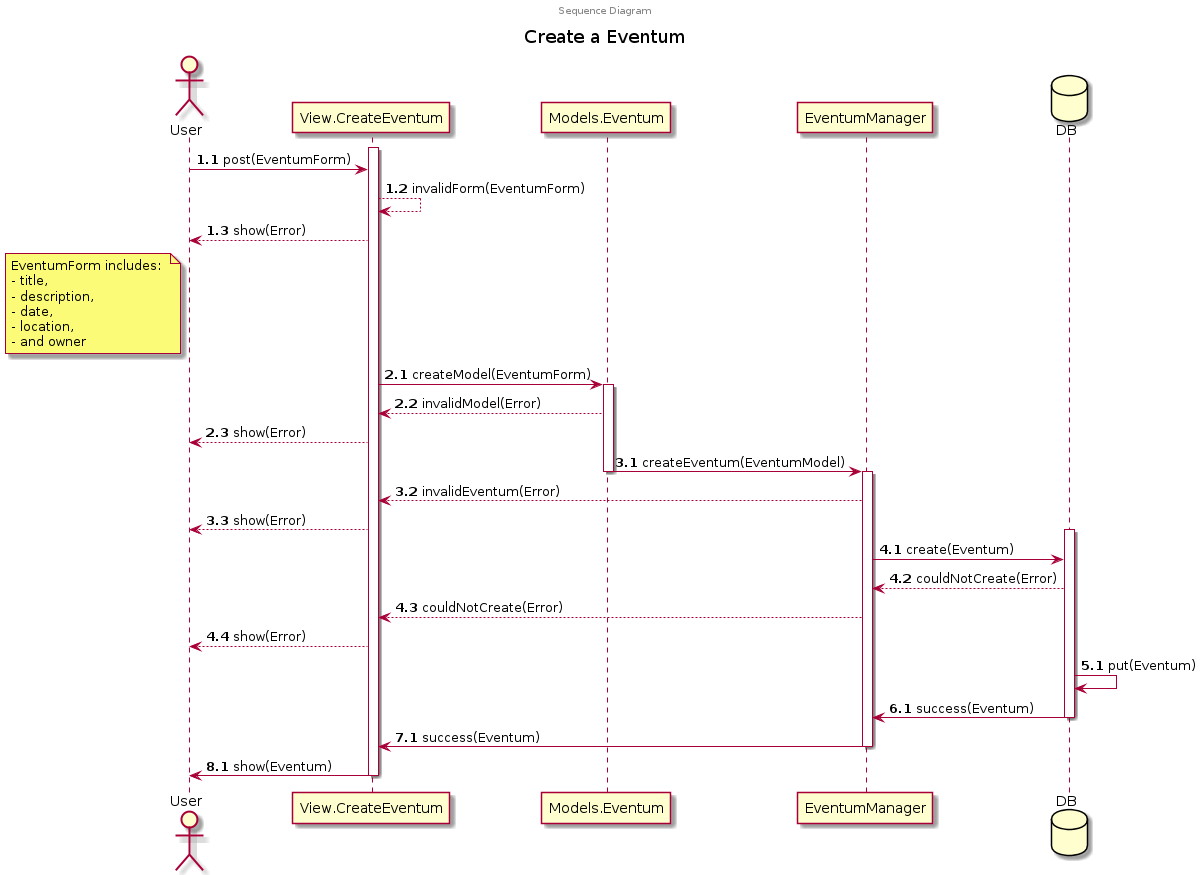 Sequence Diagram
Create a Eventum
User
View.CreateEventum
Models.Eventum
EventumManager
DB
1.1 post(EventumForm)
1.2 invalidForm(EventumForm)
1.3 show(Error)
EventumForm includes:
- title,
- description,
- date,
- location,
- and owner
2.1 createModel(EventumForm)
2.2 invalidModel(Error)
2.3 show(Error)
3.1 createEventum(EventumModel)
3.2 invalidEventum(Error)
3.3 show(Error)
4.1 create(Eventum)
4.2 couldNotCreate(Error)
4.3 couldNotCreate(Error)
4.4 show(Error)
5.1 put(Eventum)
6.1 success(Eventum)
7.1 success(Eventum)
8.1 show(Eventum)
User
View.CreateEventum
Models.Eventum
EventumManager
DB